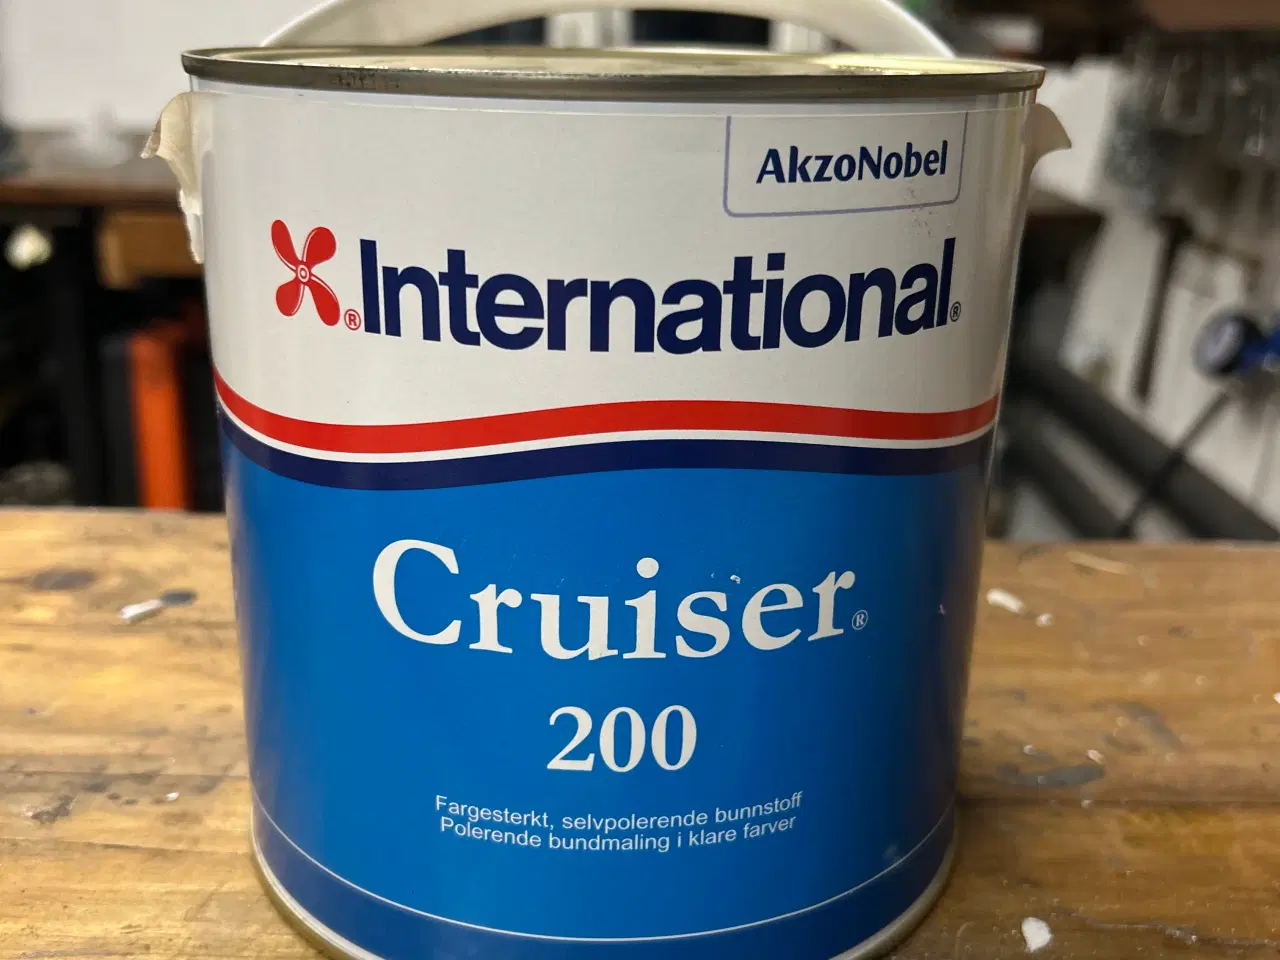 AkzoNobel
®International®
Cruiser®
200
Fargesterkt, selvpolerende bunnstoff
Polerende bundmaling i klare farver